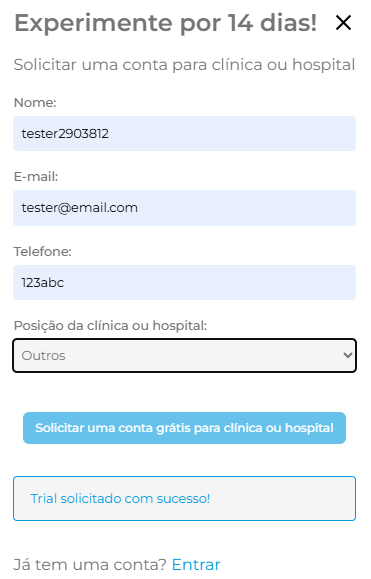 Experimente por 14 dias!
Solicitar uma conta para clínica ou hospital
Nome:
tester2903812
E-mail:
tester@email.com
Telefone:
123abc
Posição da clínica ou hospital:
Outros
Solicitar uma conta grátis para clínica ou hospital
Trial solicitado com sucesso!
Já tem uma conta? Entrar